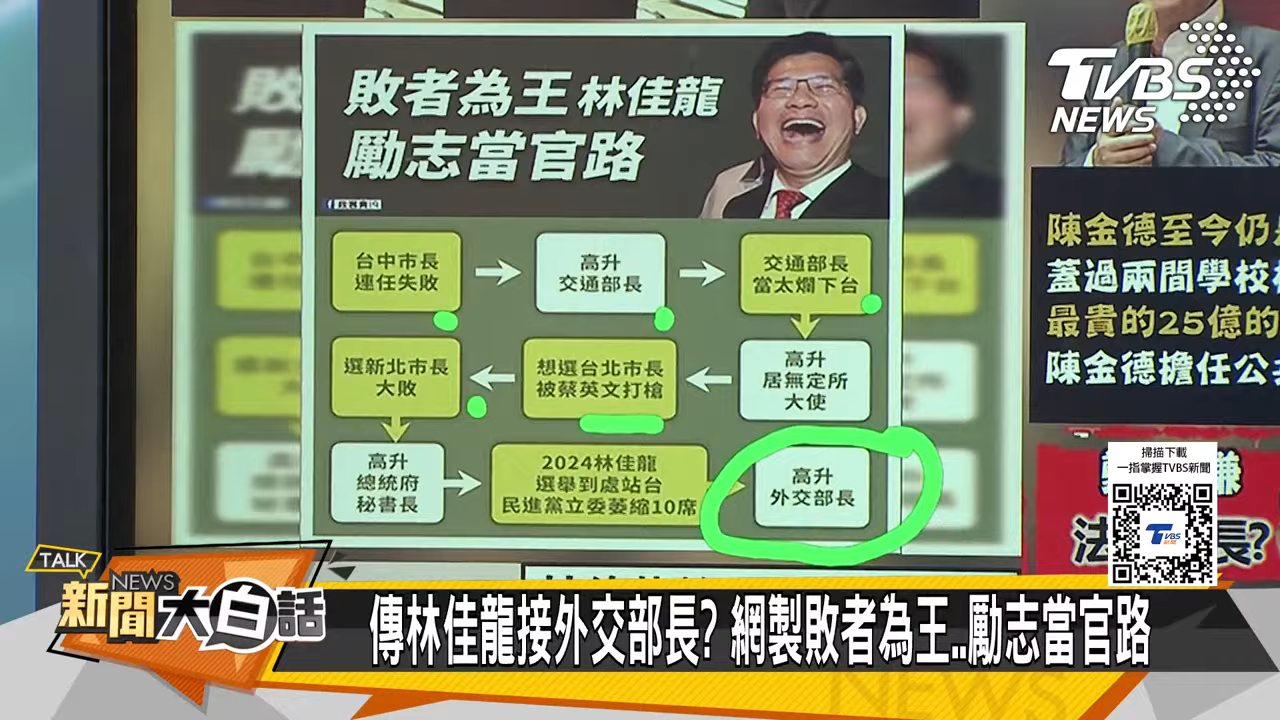 TVBS
NEWS
敗者為王 林佳龍
勵志當官路
台中市長
連任失敗
高升
交通部長
交通部長
當太爛下台
高升
居無定所
大使
想選台北市長
被蔡英文打槍
選新北市長
大敗
高升
總統府
秘書長
2024林佳龍
選舉到處站台
民進黨立委萎縮10席
高升
外交部長
陳金德至今仍
蓋過兩間學校
最貴的25億的
陳金德擔任公
掃描下載
一指掌握TVBS新聞
TVBS
新聞
法
長?
TALK
NEWS
新聞大白話
傳林佳龍接外交部長? 網製敗者為王..勵志當官路
NEWS